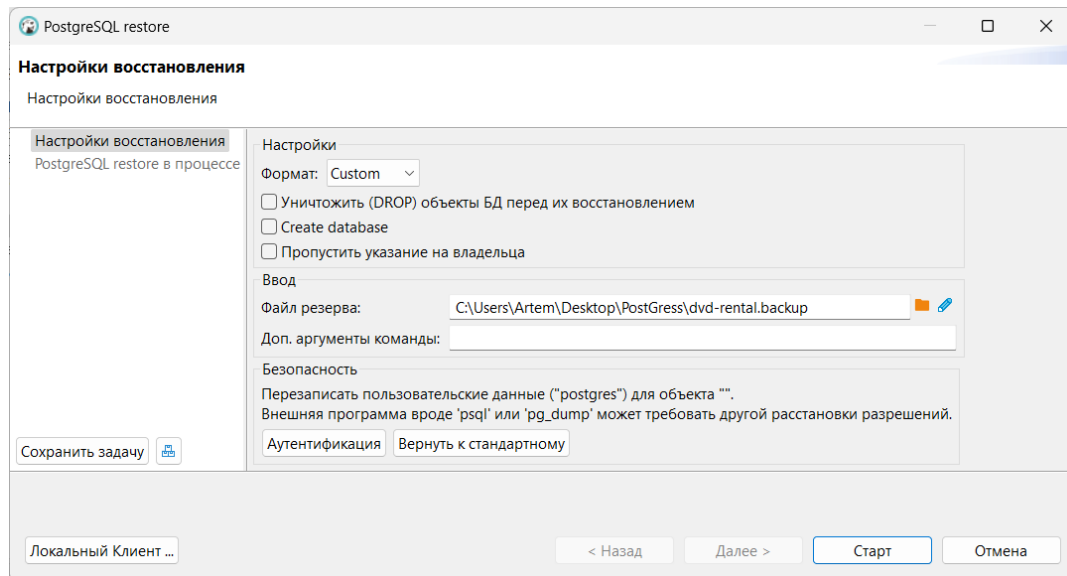 PostgreSQL restore
Настройки восстановления
Настройки восстановления
Настройки восстановления
PostgreSQL restore в процессе
Настройки
Формат: Custom
Уничтожить (DROP) объекты БД перед их восстановлением
Create database
Пропустить указание на владельца
Ввод
Файл резерва: C:\Users\Artem\Desktop\PostGress\dvd-rental.backup
Доп. аргументы команды:
Безопасность
Перезаписать пользовательские данные ("postgres") для объекта "".
Внешняя программа вроде 'psql' или 'pg_dump' может требовать другой расстановки разрешений.
Аутентификация Вернуть к стандартному
Сохранить задачу
Локальный Клиент ... < Назад Далее > Старт Отмена